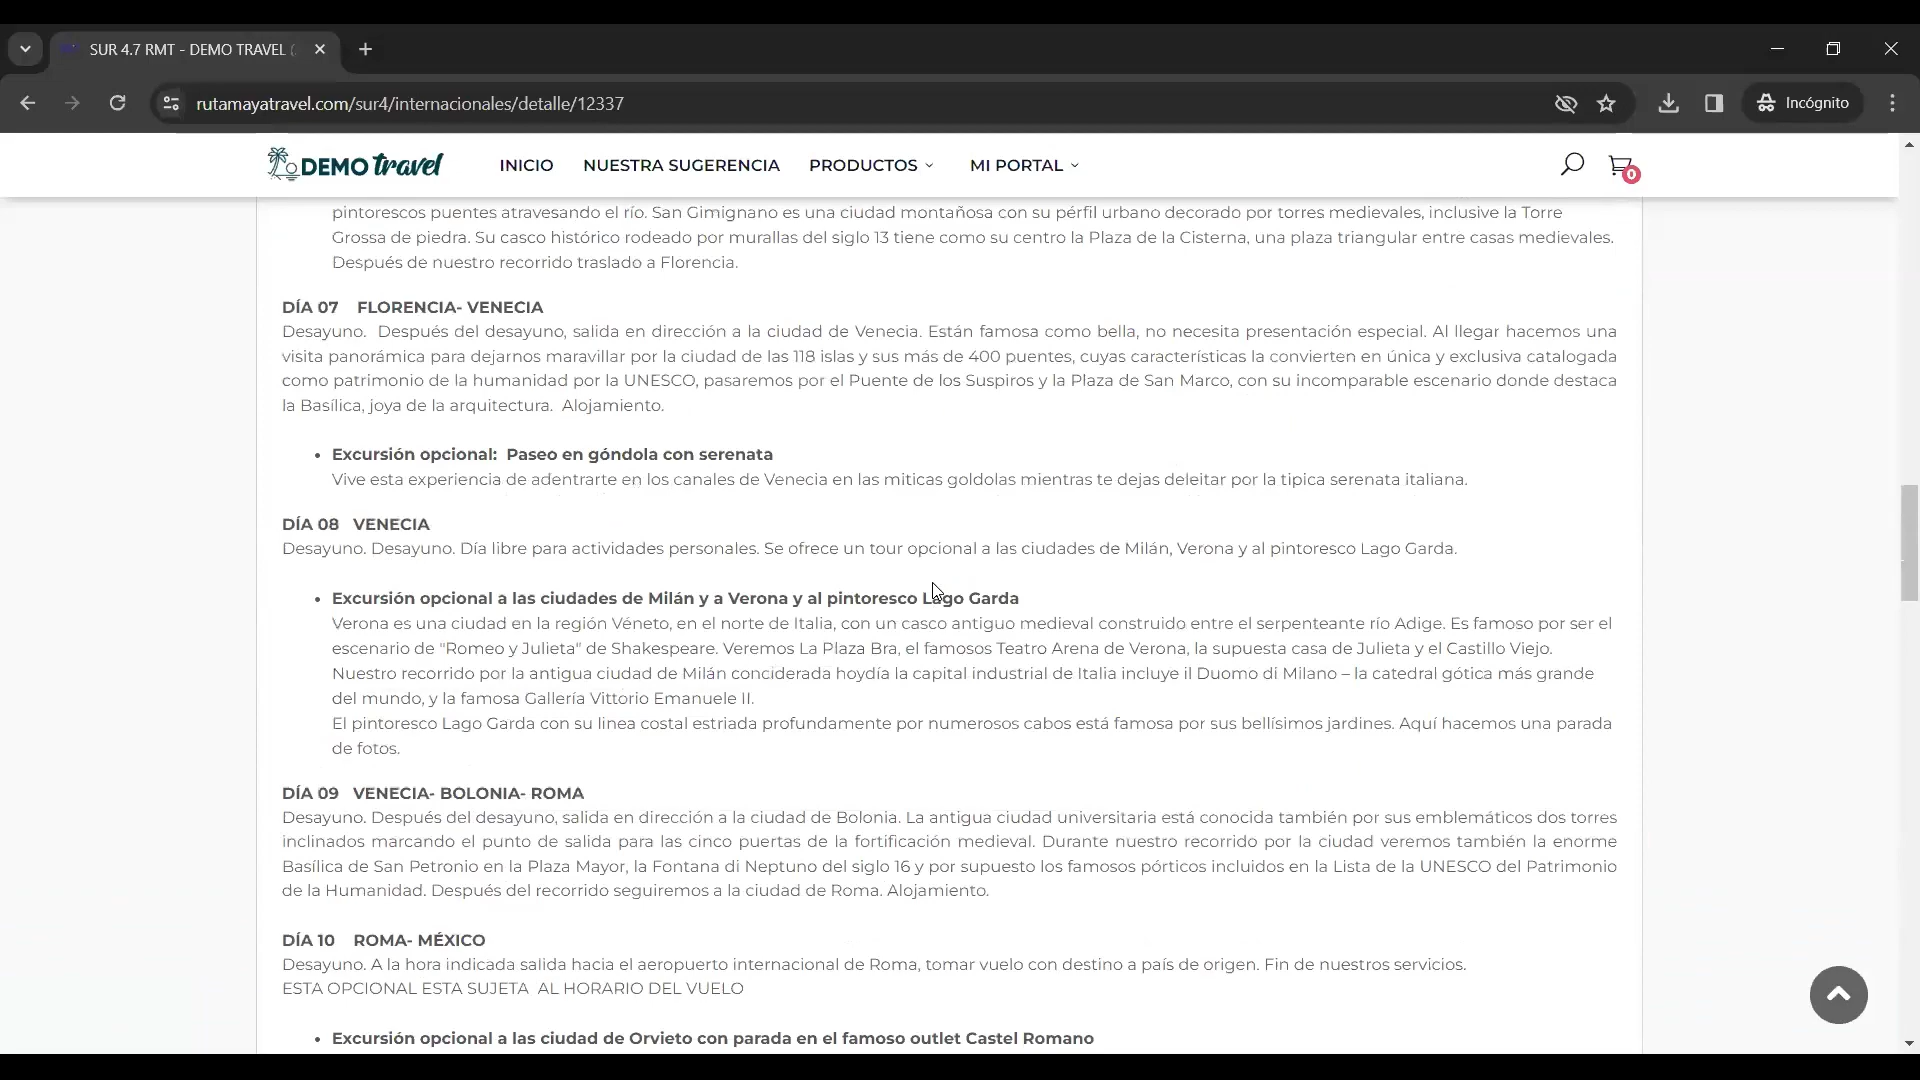 SUR 4.7 RMT - DEMO TRAVEL (
rutamayatravel.com/sur4/internacionales/detalle/12337
Incógnito
DEMO travel
INICIO
NUESTRA SUGERENCIA
PRODUCTOS
MI PORTAL
0
pintorescos puentes atravesando el río. San Gimignano es una ciudad montañosa con su pérfil urbano decorado por torres medievales, inclusive la Torre
Grossa de piedra. Su casco histórico rodeado por murallas del siglo 13 tiene como su centro la Plaza de la Cisterna, una plaza triangular entre casas medievales.
Después de nuestro recorrido traslado a Florencia.
DÍA 07 FLORENCIA- VENECIA
Desayuno. Después del desayuno, salida en dirección a la ciudad de Venecia. Están famosa como bella, no necesita presentación especial. Al llegar hacemos una
visita panorámica para dejarnos maravillar por la ciudad de las 118 islas y sus más de 400 puentes, cuyas características la convierten en única y exclusiva catalogada
como patrimonio de la humanidad por la UNESCO, pasaremos por el Puente de los Suspiros y la Plaza de San Marco, con su incomparable escenario donde destaca
la Basílica, joya de la arquitectura. Alojamiento.
• Excursión opcional: Paseo en góndola con serenata
Vive esta experiencia de adentrarte en los canales de Venecia en las miticas goldolas mientras te dejas deleitar por la tipica serenata italiana.
DÍA 08 VENECIA
Desayuno. Desayuno. Día libre para actividades personales. Se ofrece un tour opcional a las ciudades de Milán, Verona y al pintoresco Lago Garda.
• Excursión opcional a las ciudades de Milán y a Verona y al pintoresco Lago Garda
Verona es una ciudad en la región Véneto, en el norte de Italia, con un casco antiguo medieval construido entre el serpenteante río Adige. Es famoso por ser el
escenario de "Romeo y Julieta" de Shakespeare. Veremos La Plaza Bra, el famosos Teatro Arena de Verona, la supuesta casa de Julieta y el Castillo Viejo.
Nuestro recorrido por la antigua ciudad de Milán conciderada hoydía la capital industrial de Italia incluye il Duomo di Milano – la catedral gótica más grande
del mundo, y la famosa Gallería Vittorio Emanuele II.
El pintoresco Lago Garda con su linea costal estriada profundamente por numerosos cabos está famosa por sus bellísimos jardines. Aquí hacemos una parada
de fotos.
DÍA 09 VENECIA- BOLONIA- ROMA
Desayuno. Después del desayuno, salida en dirección a la ciudad de Bolonia. La antigua ciudad universitaria está conocida también por sus emblemáticos dos torres
inclinados marcando el punto de salida para las cinco puertas de la fortificación medieval. Durante nuestro recorrido por la ciudad veremos también la enorme
Basílica de San Petronio en la Plaza Mayor, la Fontana di Neptuno del siglo 16 y por supuesto los famosos pórticos incluidos en la Lista de la UNESCO del Patrimonio
de la Humanidad. Después del recorrido seguiremos a la ciudad de Roma. Alojamiento.
DÍA 10 ROMA- MÉXICO
Desayuno. A la hora indicada salida hacia el aeropuerto internacional de Roma, tomar vuelo con destino a país de origen. Fin de nuestros servicios.
ESTA OPCIONAL ESTA SUJETA AL HORARIO DEL VUELO
• Excursión opcional a las ciudad de Orvieto con parada en el famoso outlet Castel Romano